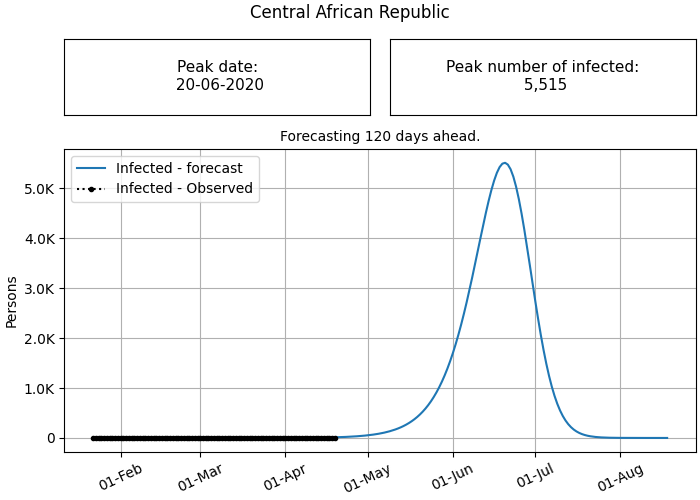 Central African Republic
Peak date:
20-06-2020
Peak number of infected:
5,515
Forecasting 120 days ahead.
Infected - forecast
Infected - Observed
Persons
5.0K
4.0K
3.0K
2.0K
1.0K
0
01-Feb
01-Mar
01-Apr
01-May
01-Jun
01-Jul
01-Aug